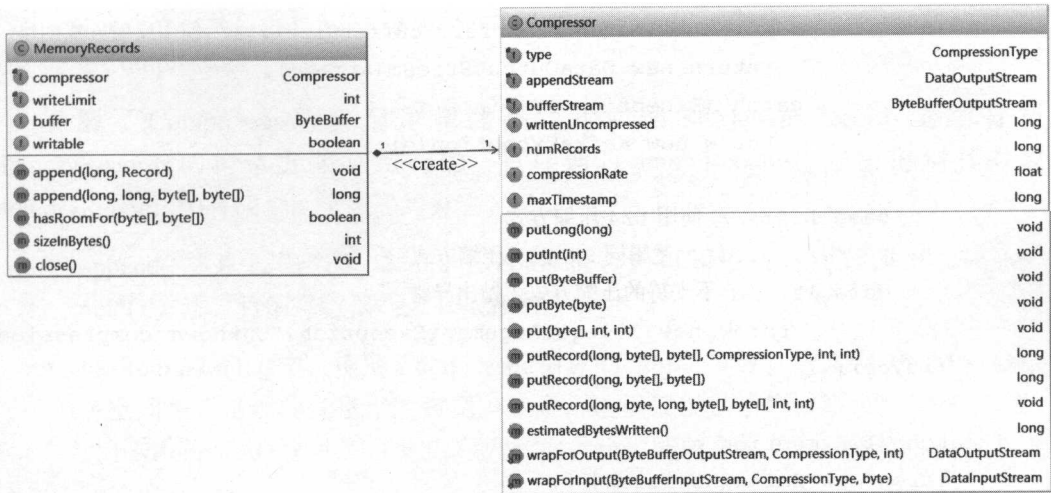 MemoryRecords
compressor Compressor
writeLimit int
buffer ByteBuffer
writable boolean
append(long, Record) void
append(long, long, byte[], byte[]) long
hasRoomFor(byte[], byte[]) boolean
sizeInBytes() int
close() void
1 1
<<create>>
Compressor
type CompressionType
appendStream DataOutputStream
bufferStream ByteBufferOutputStream
writtenUncompressed long
numRecords long
compressionRate float
maxTimestamp long
putLong(long) void
putInt(int) void
put(ByteBuffer) void
putByte(byte) void
put(byte[], int, int) void
putRecord(long, byte[], byte[], CompressionType, int, int) long
putRecord(long, byte[], byte[]) long
putRecord(long, byte, long, byte[], byte[], int, int) void
estimatedBytesWritten() long
wrapForOutput(ByteBufferOutputStream, CompressionType, int) DataOutputStream
wrapForInput(ByteBufferInputStream, CompressionType, byte) DataInputStream